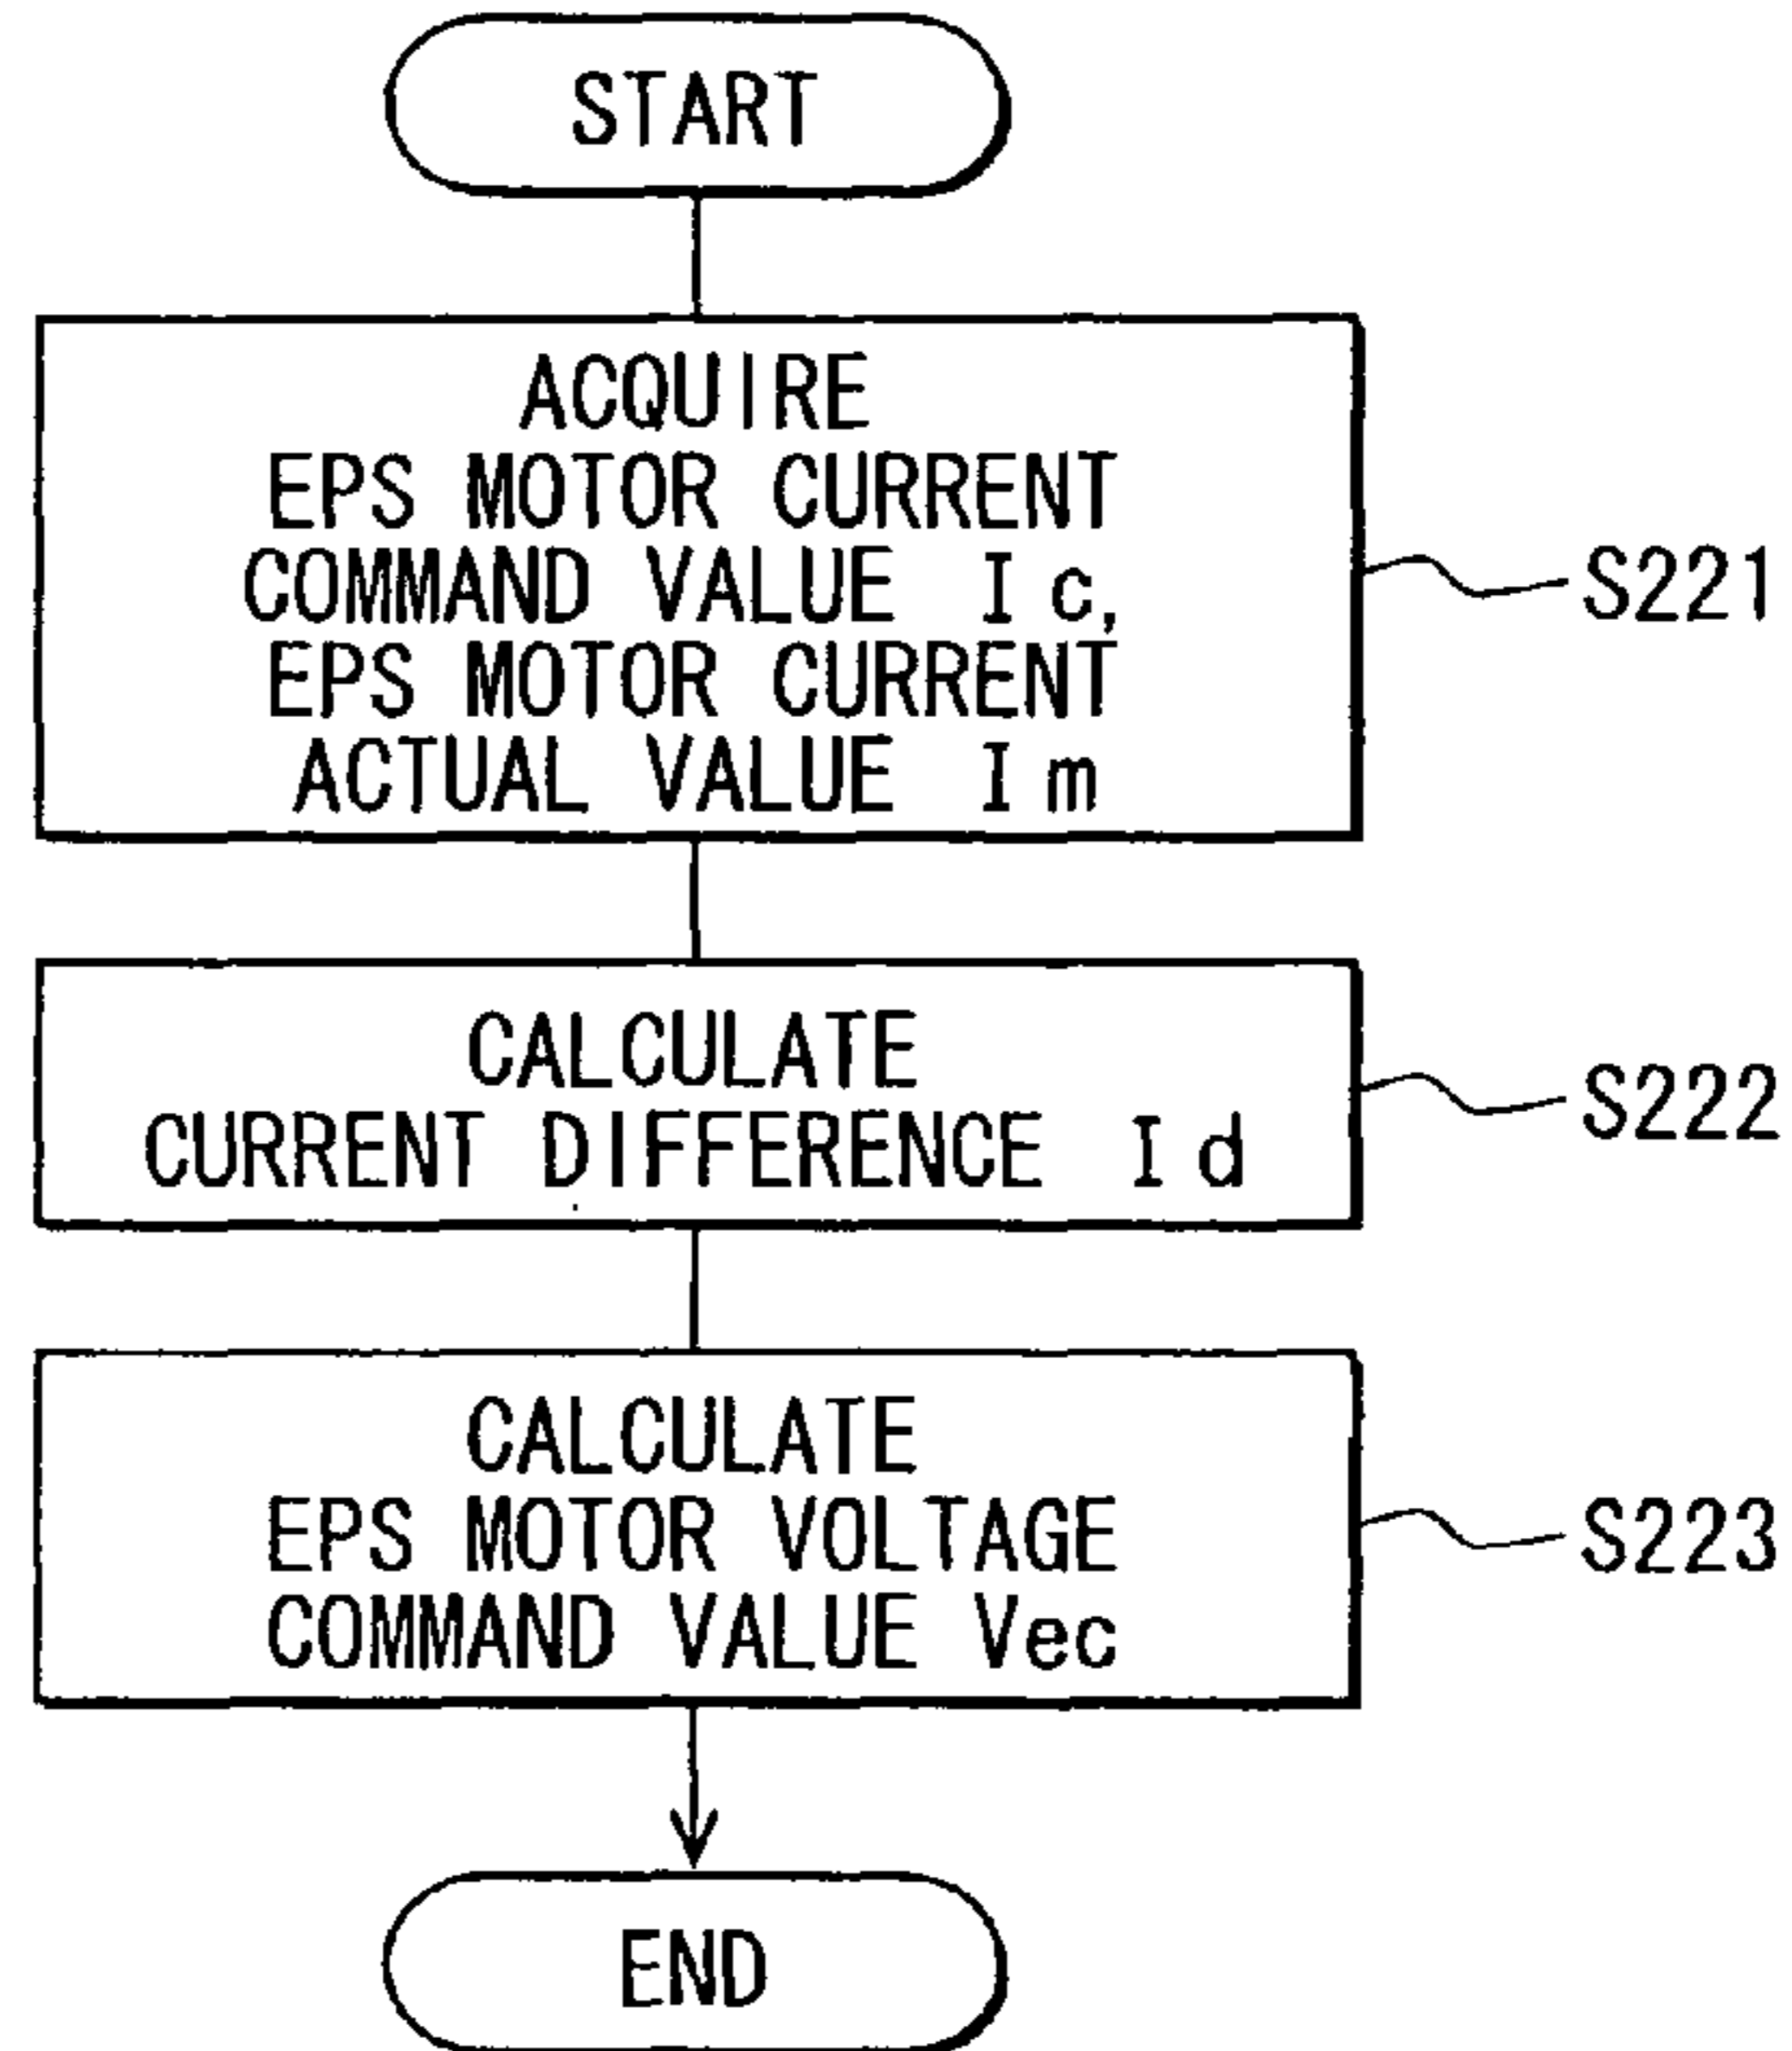 START
ACQUIRE
EPS MOTOR CURRENT
COMMAND VALUE Ic,
EPS MOTOR CURRENT
ACTUAL VALUE Im
S221
CALCULATE
CURRENT DIFFERENCE Id
S222
CALCULATE
EPS MOTOR VOLTAGE
COMMAND VALUE Vec
S223
END